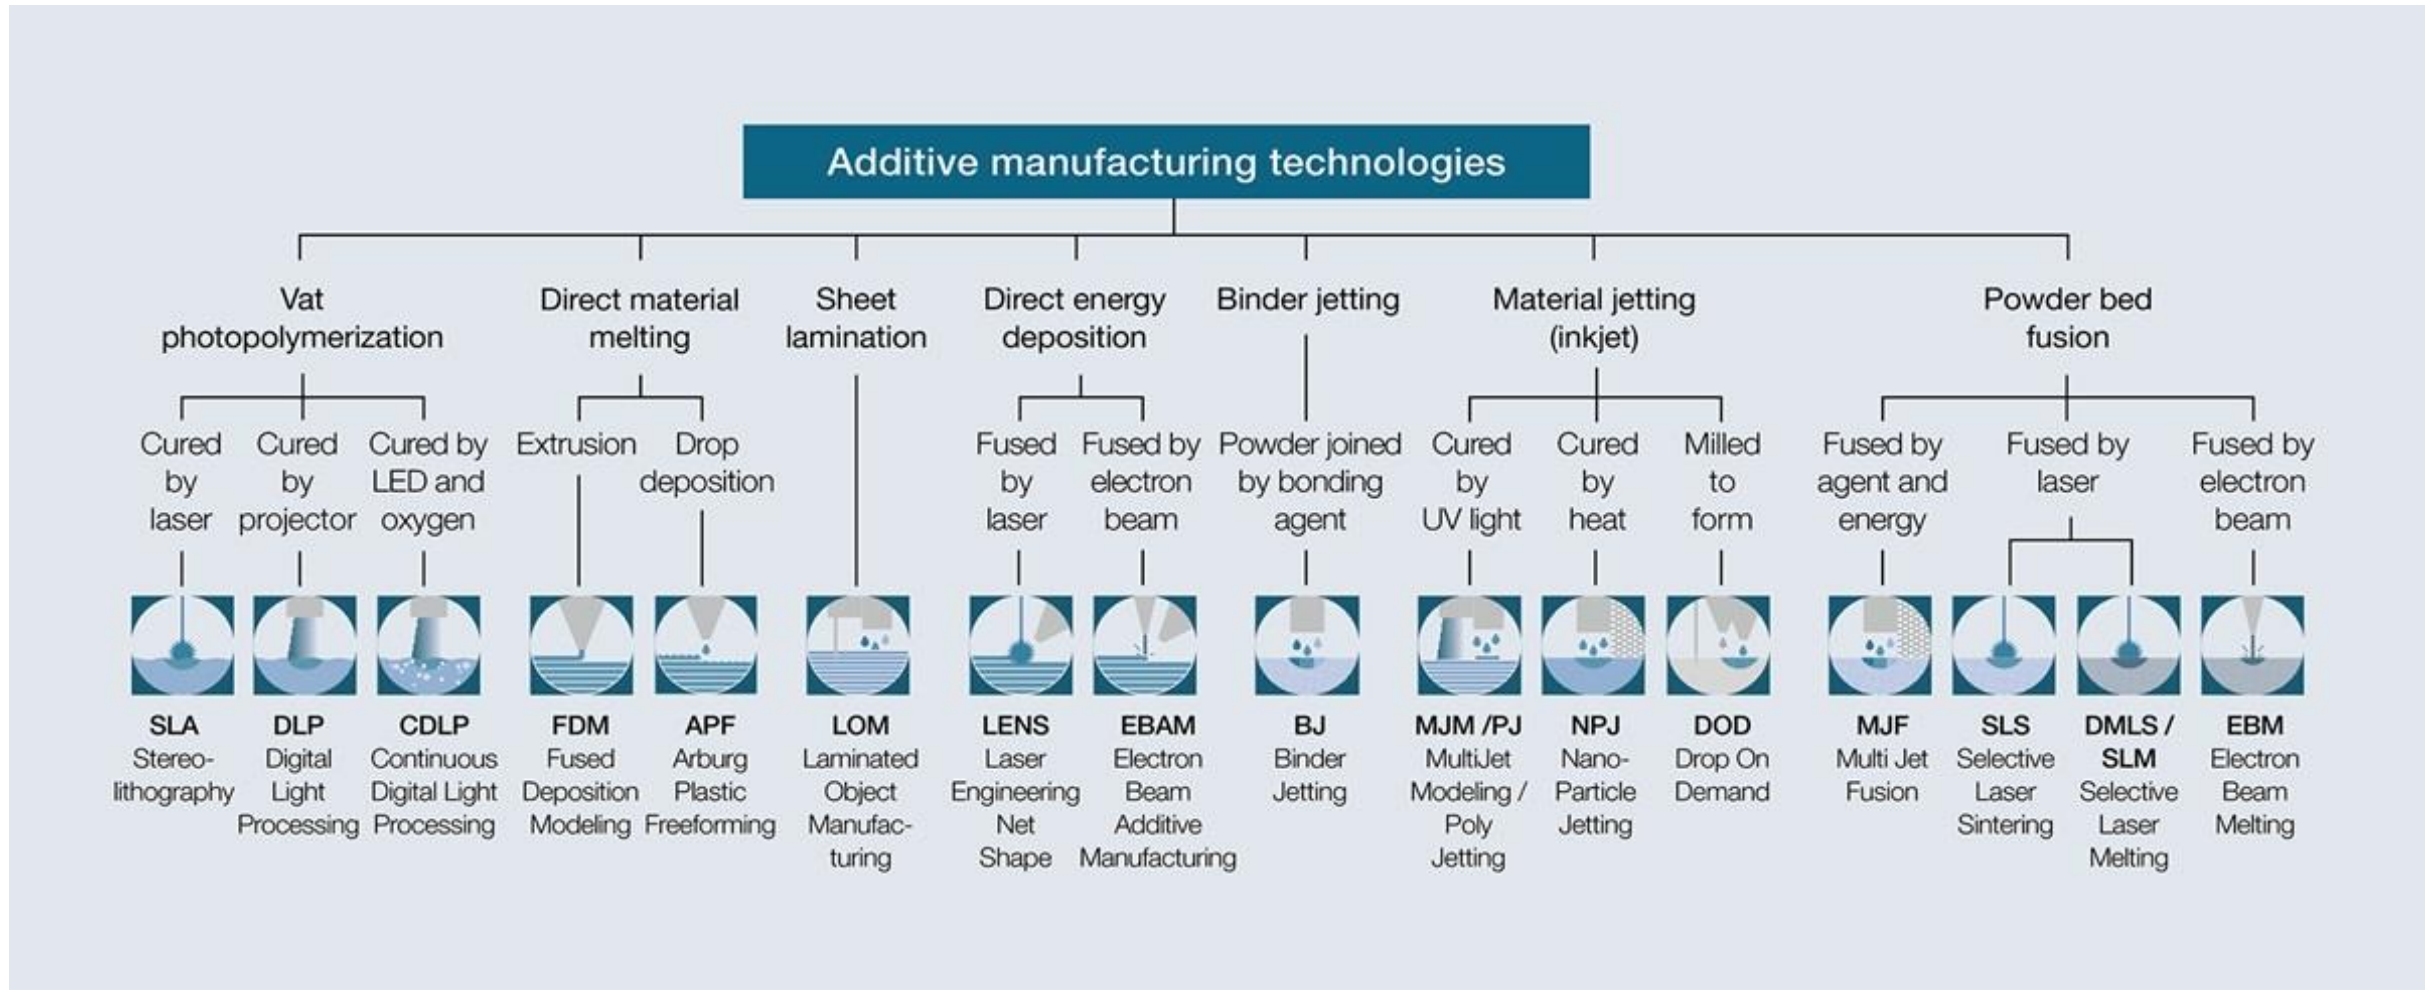 Additive manufacturing technologies
Vat
photopolymerization
Direct material
melting
Sheet
lamination
Direct energy
deposition
Binder jetting
Material jetting
(inkjet)
Powder bed
fusion
Cured
by
laser
Cured
by
projector
Cured by
LED and
oxygen
Extrusion
Drop
deposition
Fused
by
laser
Fused by
electron
beam
Powder joined
by bonding
agent
Cured
by
UV light
Cured
by
heat
Milled
to
form
Fused by
agent and
energy
Fused by
laser
Fused by
electron
beam
SLA
Stereo-
lithography
DLP
Digital
Light
Processing
CDLP
Continuous
Digital Light
Processing
FDM
Fused
Deposition
Modeling
APF
Arburg
Plastic
Freeforming
LOM
Laminated
Object
Manufac-
turing
LENS
Laser
Engineering
Net
Shape
EBAM
Electron
Beam
Additive
Manufacturing
BJ
Binder
Jetting
MJM /PJ
MultiJet
Modeling /
Poly
Jetting
NPJ
Nano-
Particle
Jetting
DOD
Drop On
Demand
MJF
Multi Jet
Fusion
SLS
Selective
Laser
Sintering
DMLS /
SLM
Selective
Laser
Melting
EBM
Electron
Beam
Melting